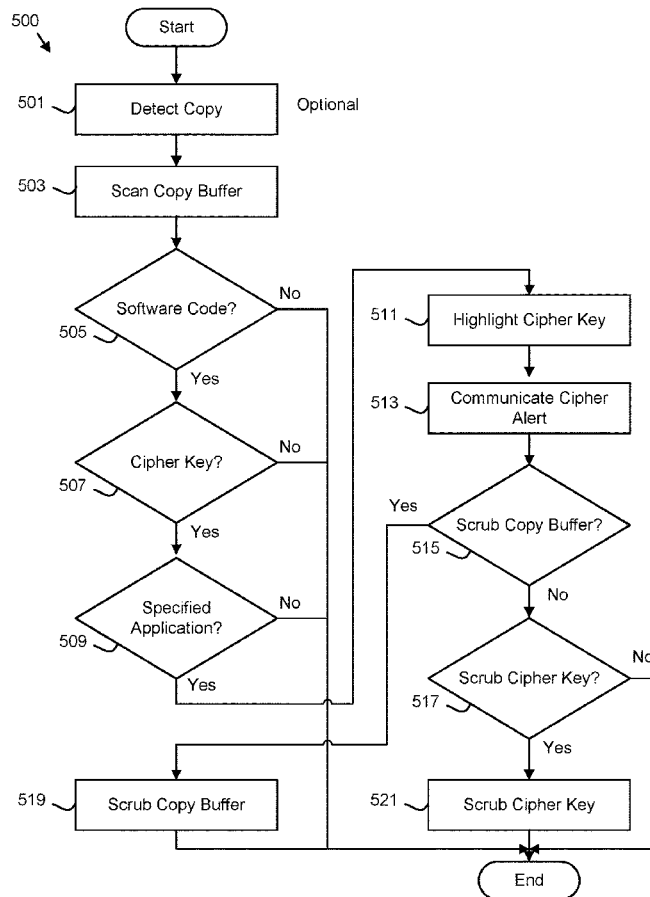 500
Start
501
Detect Copy
Optional
503
Scan Copy Buffer
Software Code?
No
505
Yes
Cipher Key?
No
507
Yes
Specified
Application?
No
509
Yes
511
Highlight Cipher Key
513
Communicate Cipher
Alert
Yes
Scrub Copy Buffer?
515
No
Scrub Cipher Key?
No
517
Yes
519
Scrub Copy Buffer
521
Scrub Cipher Key
End